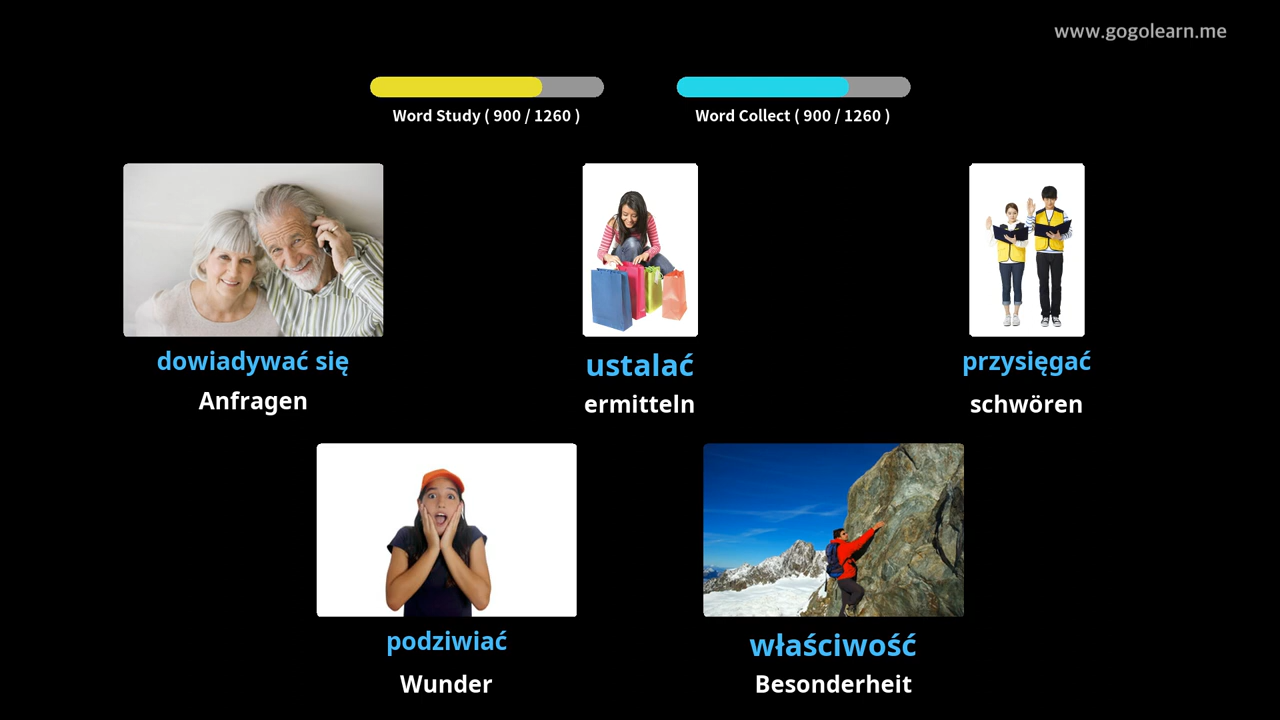 www.gogolearn.me
Word Study ( 900 / 1260 )
Word Collect ( 900 / 1260 )
dowiadywać się
Anfragen
ustalać
ermitteln
przysięgać
schwören
podziwiać
Wunder
właściwość
Besonderheit